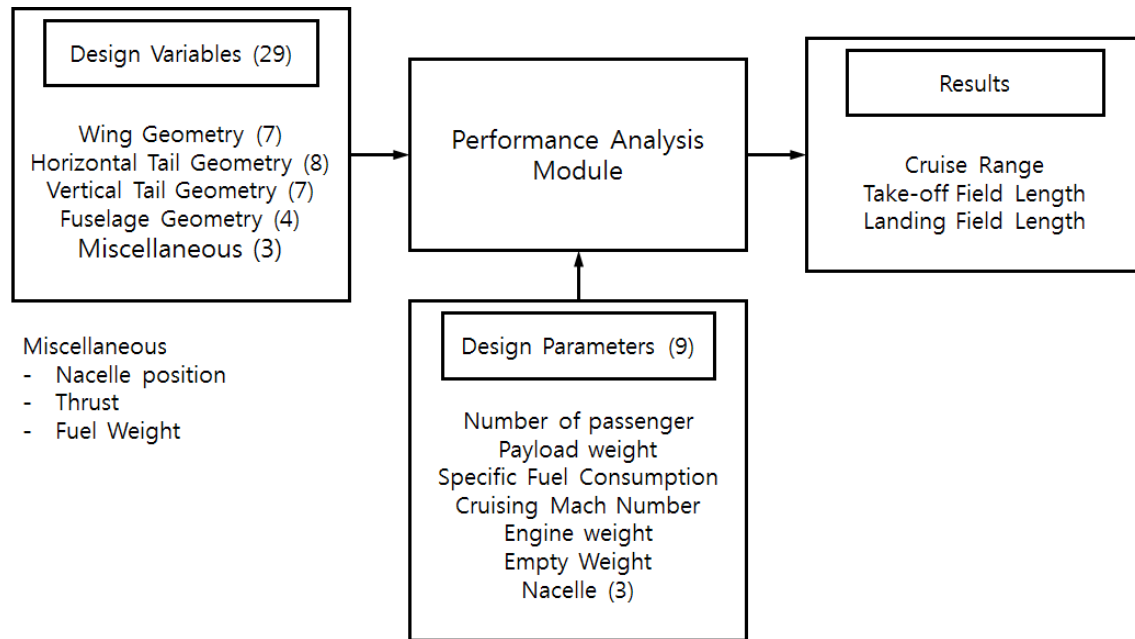 Design Variables (29)
Wing Geometry (7)
Horizontal Tail Geometry (8)
Vertical Tail Geometry (7)
Fuselage Geometry (4)
Miscellaneous (3)
Miscellaneous
- Nacelle position
- Thrust
- Fuel Weight
Performance Analysis
Module
Design Parameters (9)
Number of passenger
Payload weight
Specific Fuel Consumption
Cruising Mach Number
Engine weight
Empty Weight
Nacelle (3)
Results
Cruise Range
Take-off Field Length
Landing Field Length